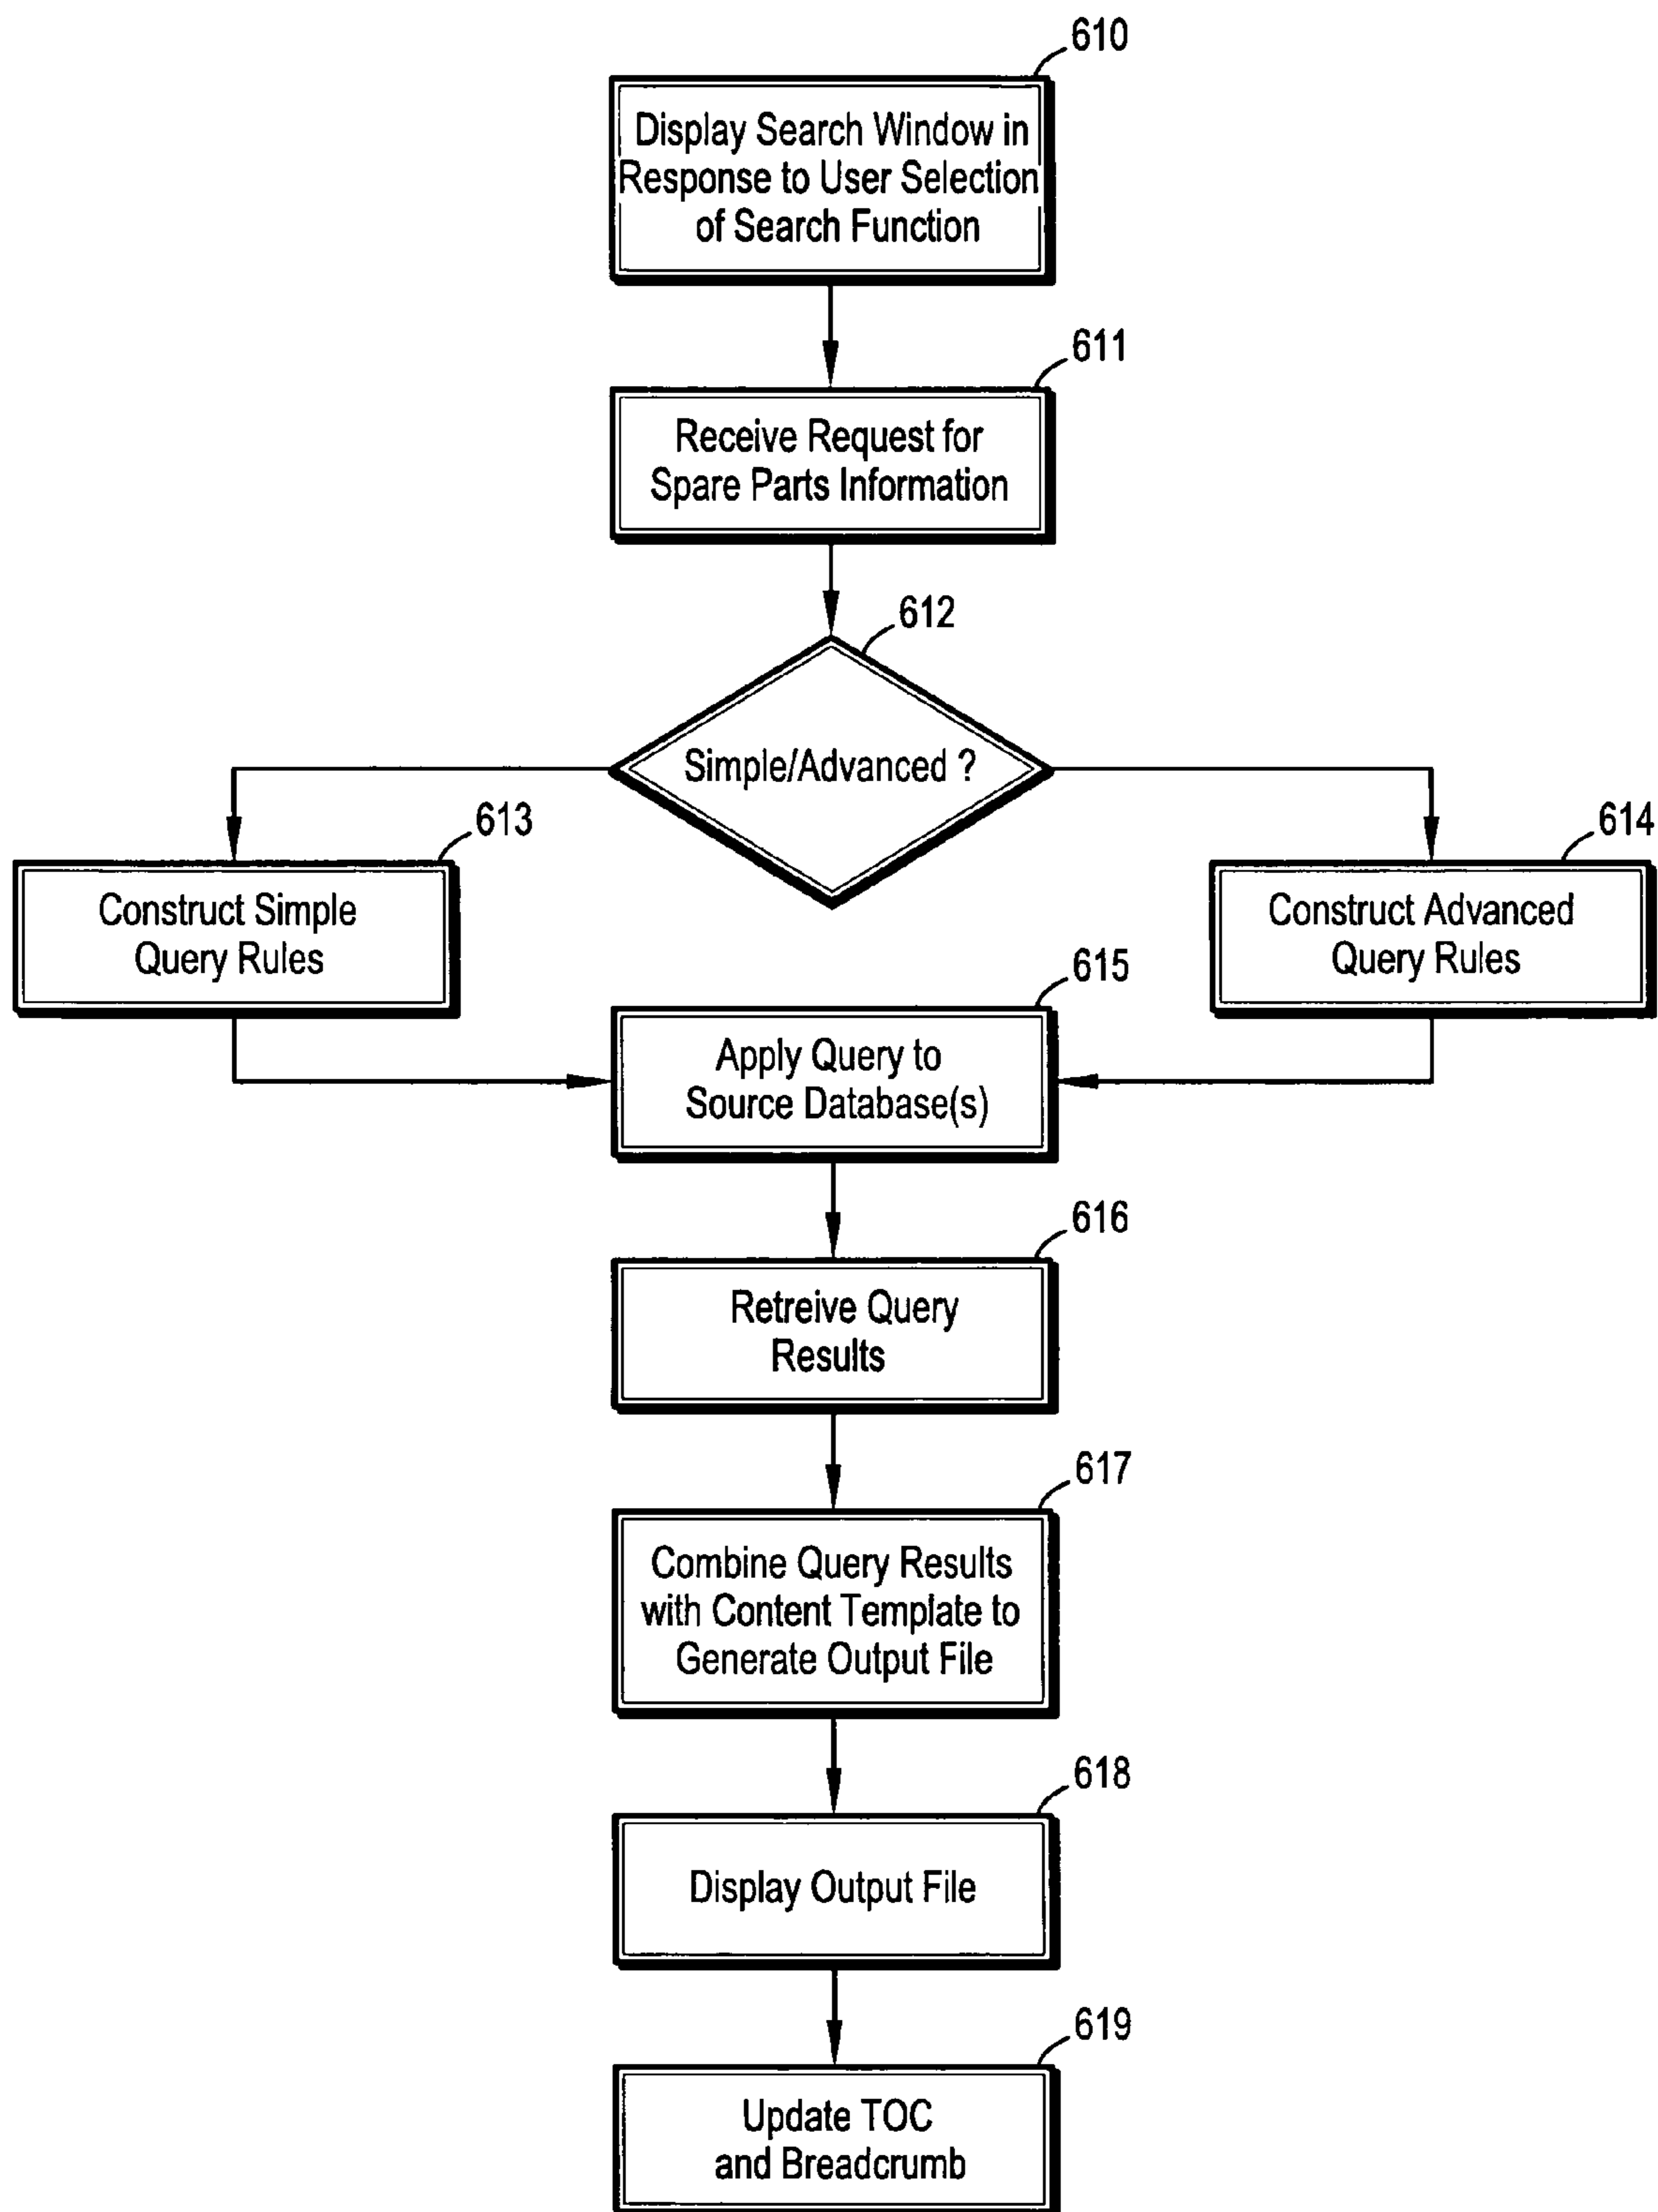 610
Display Search Window in
Response to User Selection
of Search Function
611
Receive Request for
Spare Parts Information
612
Simple/Advanced ?
613
Construct Simple
Query Rules
614
Construct Advanced
Query Rules
615
Apply Query to
Source Database(s)
616
Retreive Query
Results
617
Combine Query Results
with Content Template to
Generate Output File
618
Display Output File
619
Update TOC
and Breadcrumb